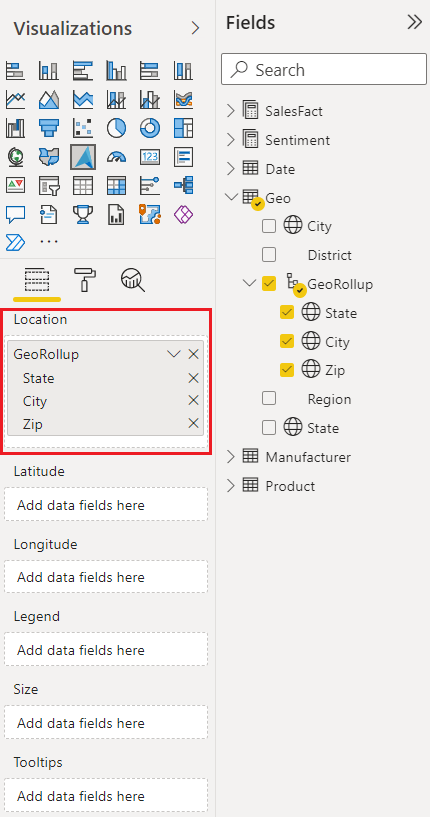 Visualizations
123
Location
GeoRollup
State
City
Zip
Latitude
Add data fields here
Longitude
Add data fields here
Legend
Add data fields here
Size
Add data fields here
Tooltips
Add data fields here
Fields
Search
SalesFact
Sentiment
Date
Geo
City
District
GeoRollup
State
City
Zip
Region
State
Manufacturer
Product